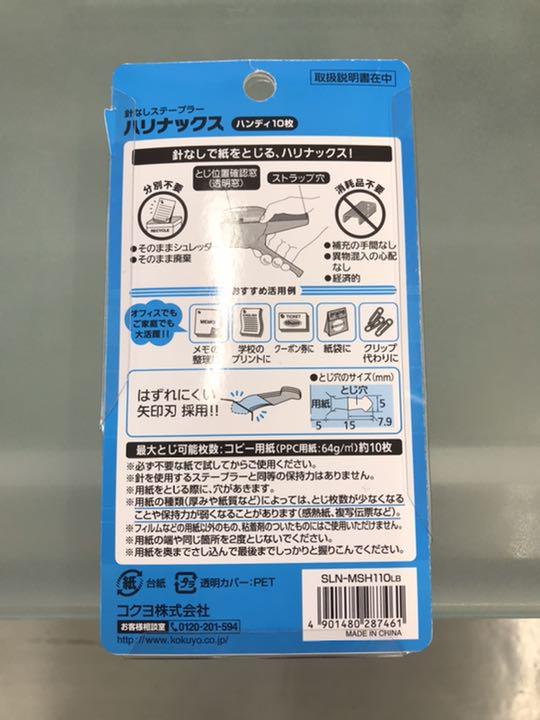 取扱説明書在中
針なしステープラー
ハリナックス ハンディ10枚
針なしで紙をとじる、ハリナックス!
分別不要
とじ位置確認窓
(透明窓)
ストラップ穴
消耗品不要
RECYCLE
●そのままシュレッダー
●そのまま廃棄
●補充の手間なし
●異物混入の心配
なし
●経済的
おすすめ活用例
オフィスでも
ご家庭でも
大活躍!!
MEMO
TICKET
メモの
整理に
学校の
プリントに
クーポン券に
紙袋に
クリップ
代わりに
はずれにくい
矢印刃 採用!!
●とじ穴のサイズ(mm)
とじ穴
用紙
5
5 15 7.9
最大とじ可能枚数:コピー用紙(PPC用紙:64g/㎡)約10枚
※必ず不要な紙で試してからご使用ください。
※針を使用するステープラーと同等の保持力はありません。
※用紙をとじる際に、穴があきます。
※用紙の種類(厚みや紙質など)によっては、とじ枚数が少なくなる
ことや保持力が弱くなることがあります(感熱紙、複写伝票など)。
※フィルムなどの用紙以外のもの、粘着剤のついたものにはご使用いただけません。
※用紙の端や同じ箇所を2度とじないでください。
※用紙を奥までさし込んで最後までしっかりと握りこんでください。
紙 台紙 プラ 透明カバー:PET
コクヨ株式会社
お客様相談室 0120-201-594
http://www.kokuyo.co.jp/
SLN-MSH110LB
4 901480 287461
MADE IN CHINA